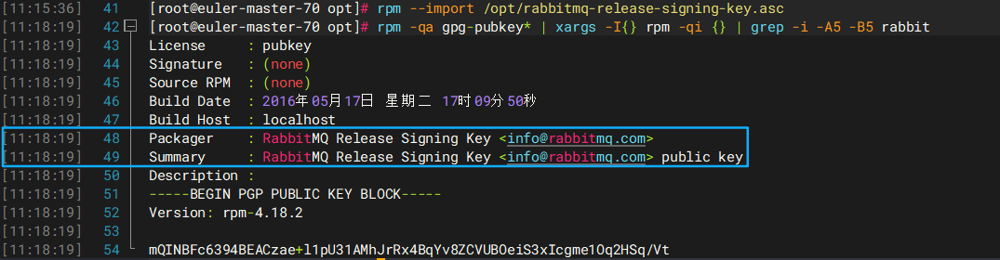 [11:15:36] 41 [root@euler-master-70 opt]# rpm --import /opt/rabbitmq-release-signing-key.asc
[11:18:19] 42 [root@euler-master-70 opt]# rpm -qa gpg-pubkey* | xargs -I{} rpm -qi {} | grep -i -A5 -B5 rabbit
[11:18:19] 43 License : pubkey
[11:18:19] 44 Signature : (none)
[11:18:19] 45 Source RPM : (none)
[11:18:19] 46 Build Date : 2016年05月17日 星期二 17时09分50秒
[11:18:19] 47 Build Host : localhost
[11:18:19] 48 Packager : RabbitMQ Release Signing Key <info@rabbitmq.com>
[11:18:19] 49 Summary : RabbitMQ Release Signing Key <info@rabbitmq.com> public key
[11:18:19] 50 Description :
[11:18:19] 51 -----BEGIN PGP PUBLIC KEY BLOCK-----
[11:18:19] 52 Version: rpm-4.18.2
[11:18:19] 53
[11:18:19] 54 mQINBFc6394BEACzae+l1pU31AMhJrRx4BqYv8ZCVUBOeiS3xIcgme1Oq2HSq/Vt